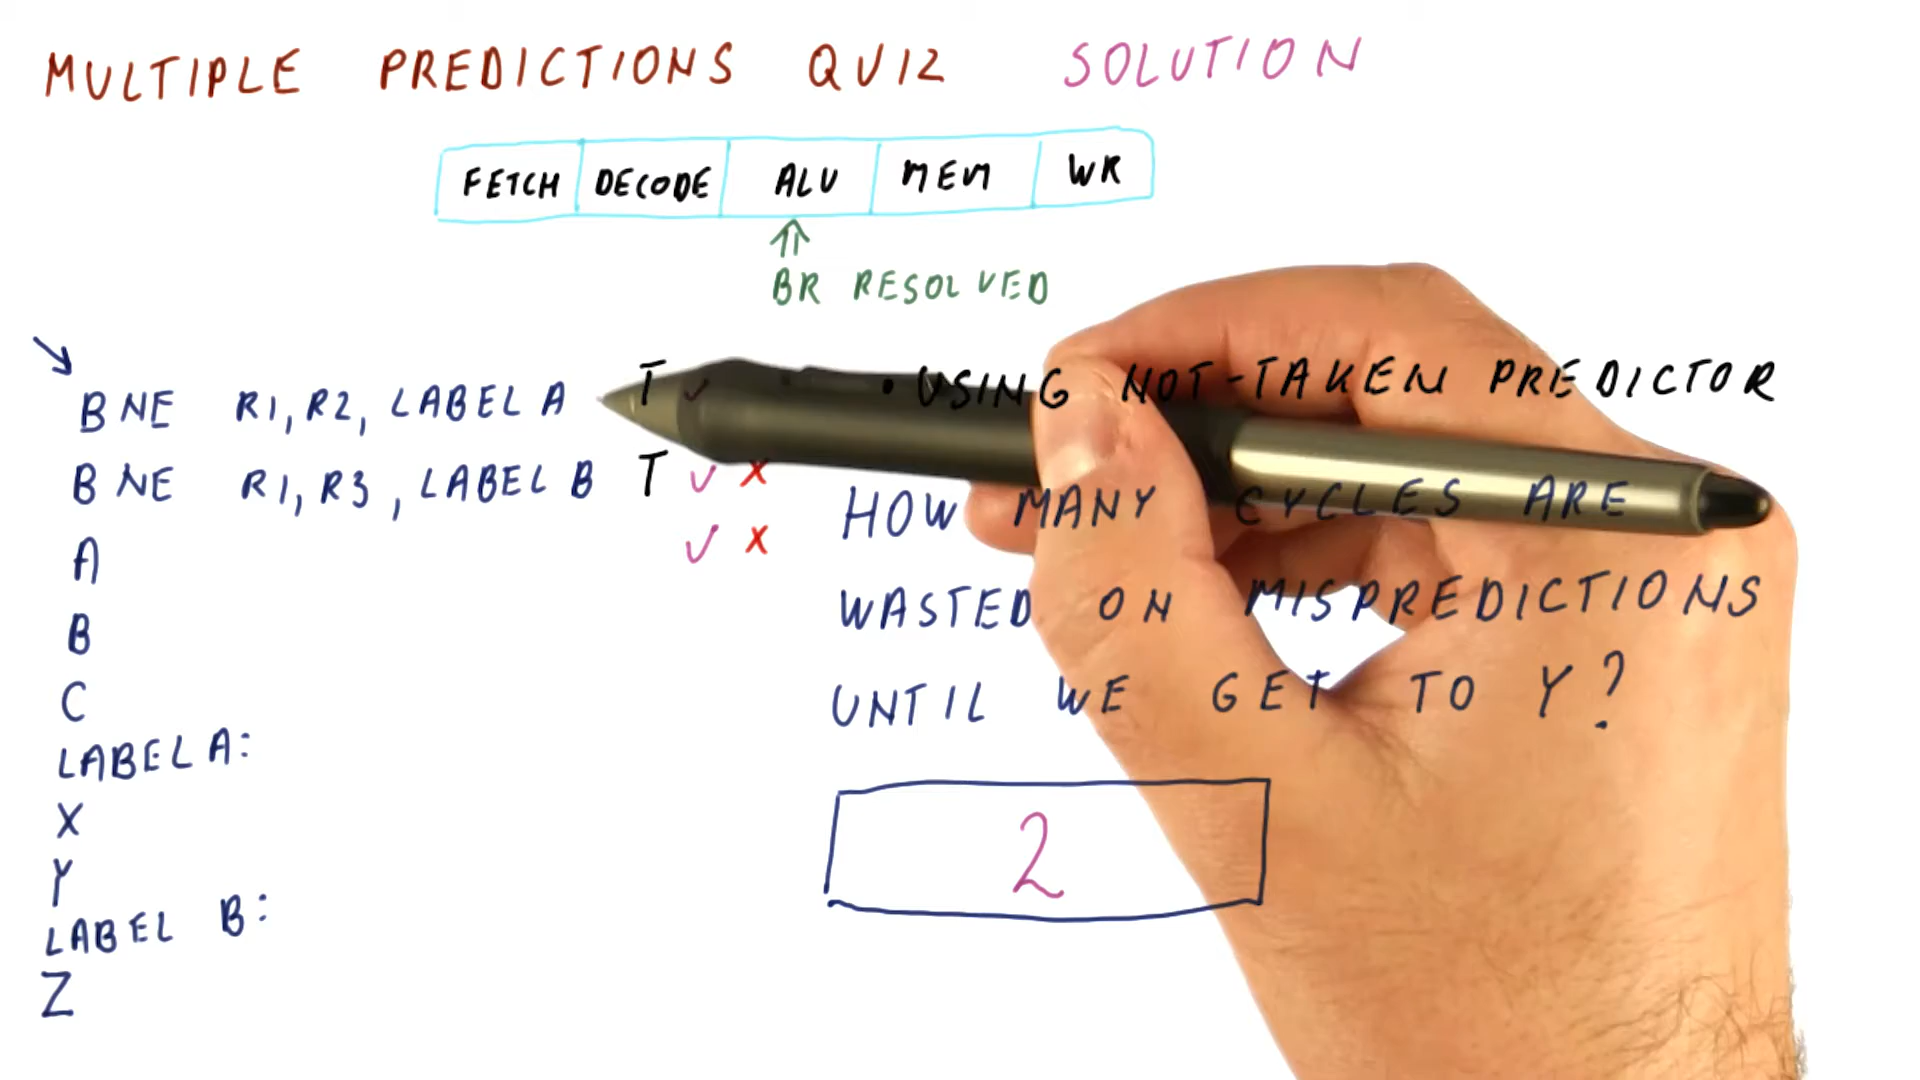 MULTIPLE PREDICTIONS QUIZ SOLUTION
FETCH DECODE ALU MEM WR
BR RESOLVED
BNE R1, R2, LABEL A T ✓
• USING NOT-TAKEN PREDICTOR
BNE R1, R3, LABEL B T ✓ x
✓ x
HOW MANY CYCLES ARE
WASTED ON MISPREDICTIONS
UNTIL WE GET TO Y?
2
A
B
C
LABEL A:
X
Y
LABEL B:
Z